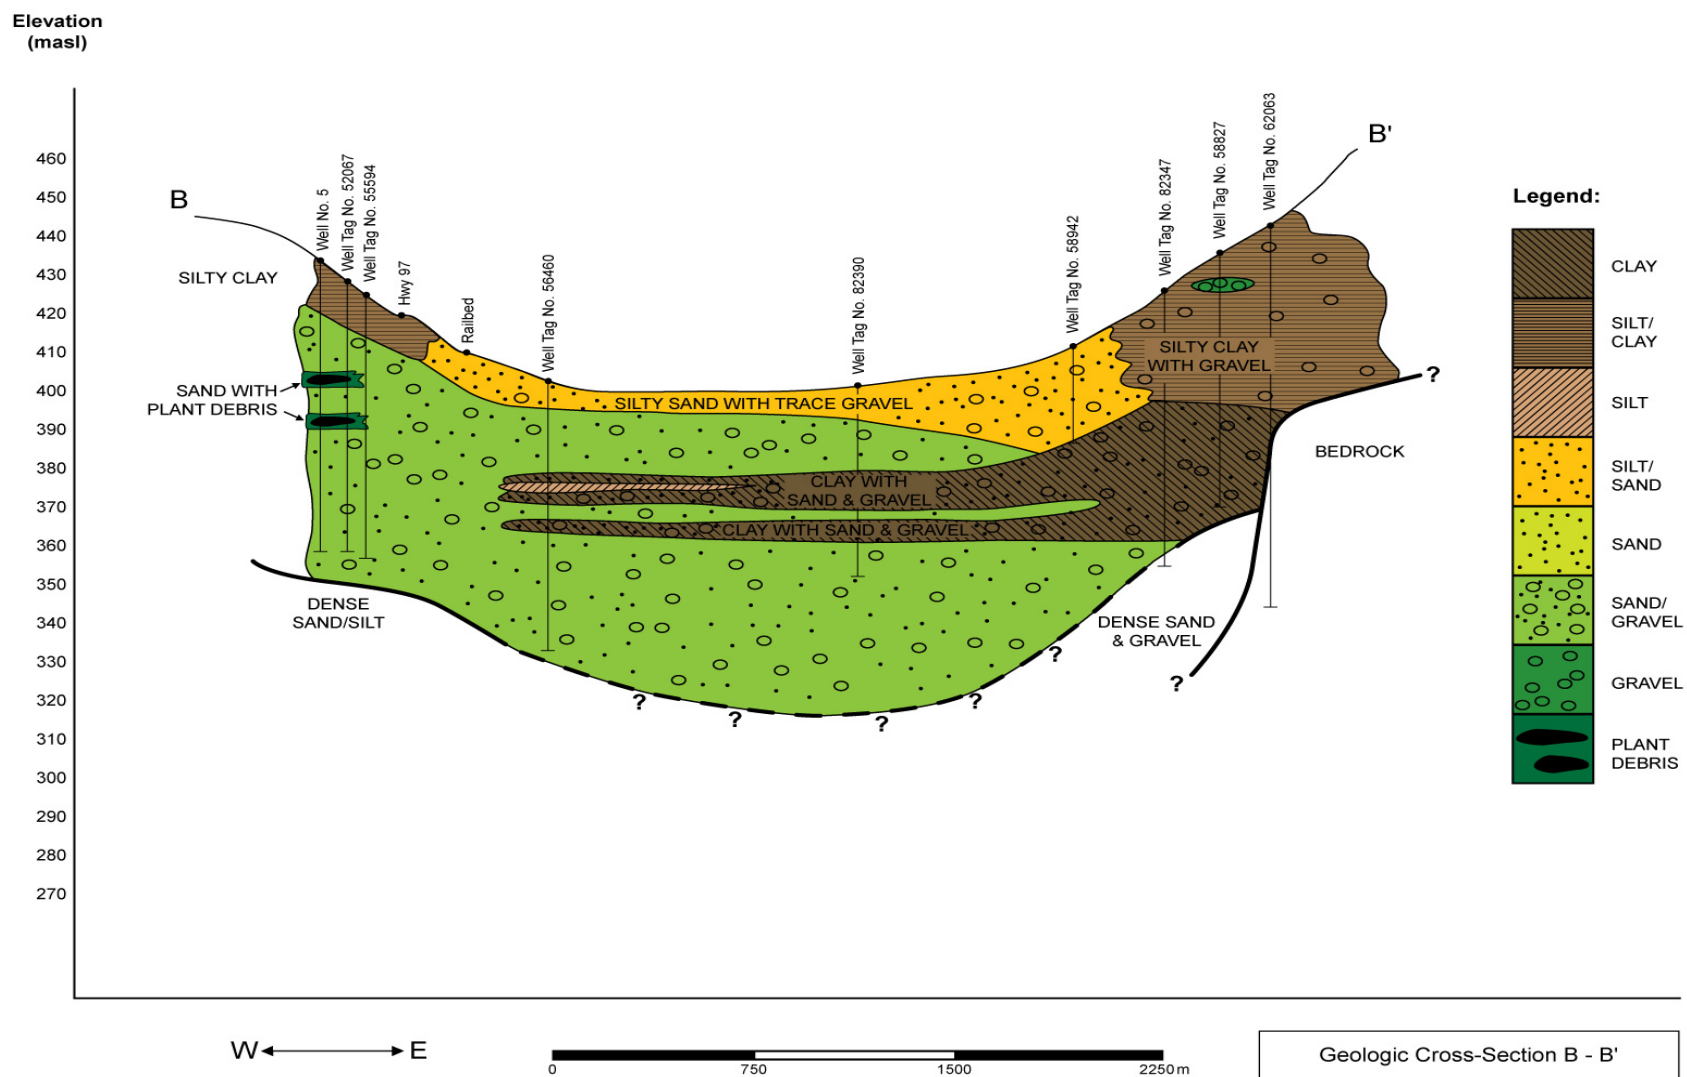 Elevation
(masl)
460
450
440
430
420
410
400
390
380
370
360
350
340
330
320
310
300
290
280
270
B
B'
Well No. 5
Well Tag No. 52067
Well Tag No. 55594
Hwy 97
Railbed
Well Tag No. 56460
Well Tag No. 82390
Well Tag No. 58942
Well Tag No. 82347
Well Tag No. 58827
Well Tag No. 62063
SILTY CLAY
SAND WITH
PLANT DEBRIS
SILTY SAND WITH TRACE GRAVEL
SILTY CLAY
WITH GRAVEL
CLAY WITH
SAND & GRAVEL
CLAY WITH SAND & GRAVEL
BEDROCK
DENSE
SAND/SILT
DENSE SAND
& GRAVEL
?
?
?
?
?
?
?
Legend:
CLAY
SILT/
CLAY
SILT
SILT/
SAND
SAND
SAND/
GRAVEL
GRAVEL
PLANT
DEBRIS
W
E
0
750
1500
2250 m
Geologic Cross-Section B - B'